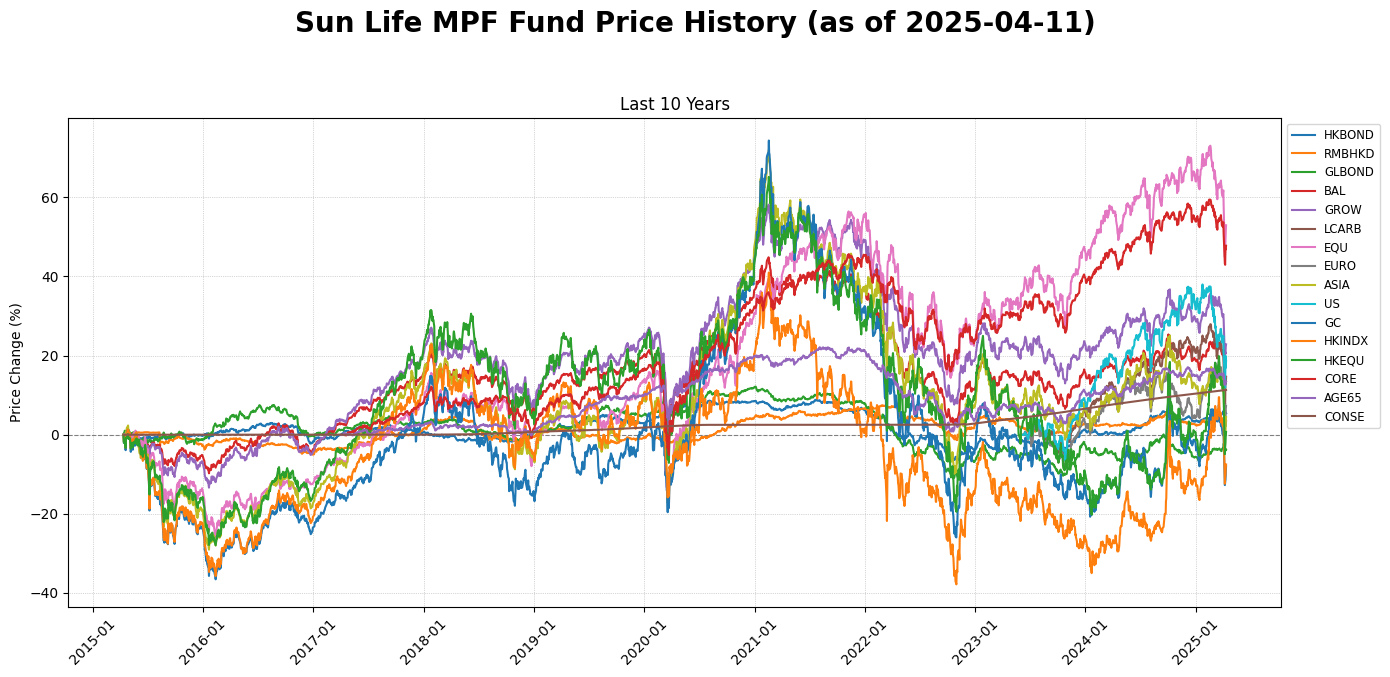 Sun Life MPF Fund Price History (as of 2025-04-11)
Last 10 Years
Price Change (%)
60
40
20
0
−20
−40
2015-01
2016-01
2017-01
2018-01
2019-01
2020-01
2021-01
2022-01
2023-01
2024-01
2025-01
HKBOND
RMBHKD
GLBOND
BAL
GROW
LCARB
EQU
EURO
ASIA
US
GC
HKINDX
HKEQU
CORE
AGE65
CONSE